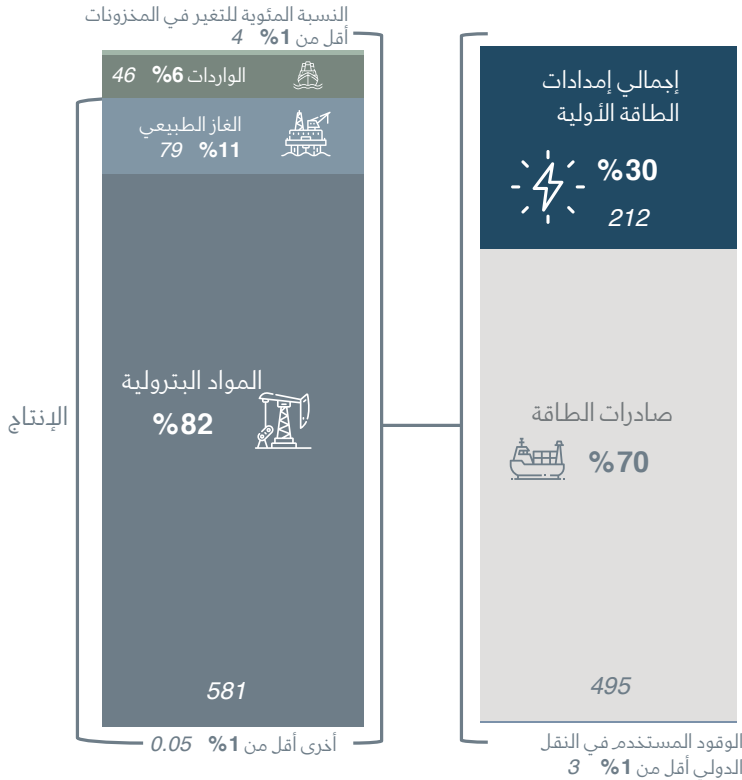 النسبة المئوية للتغير في المخزونات
أقل من 1% 4
الواردات 6% 46
الغاز الطبيعي
11% 79
المواد البترولية
82%
581
الإنتاج
أخرى أقل من 1% 0.05
إجمالي إمدادات
الطاقة الأولية
30%
212
صادرات الطاقة
70%
495
الوقود المستخدم في النقل
الدولي أقل من 1% 3